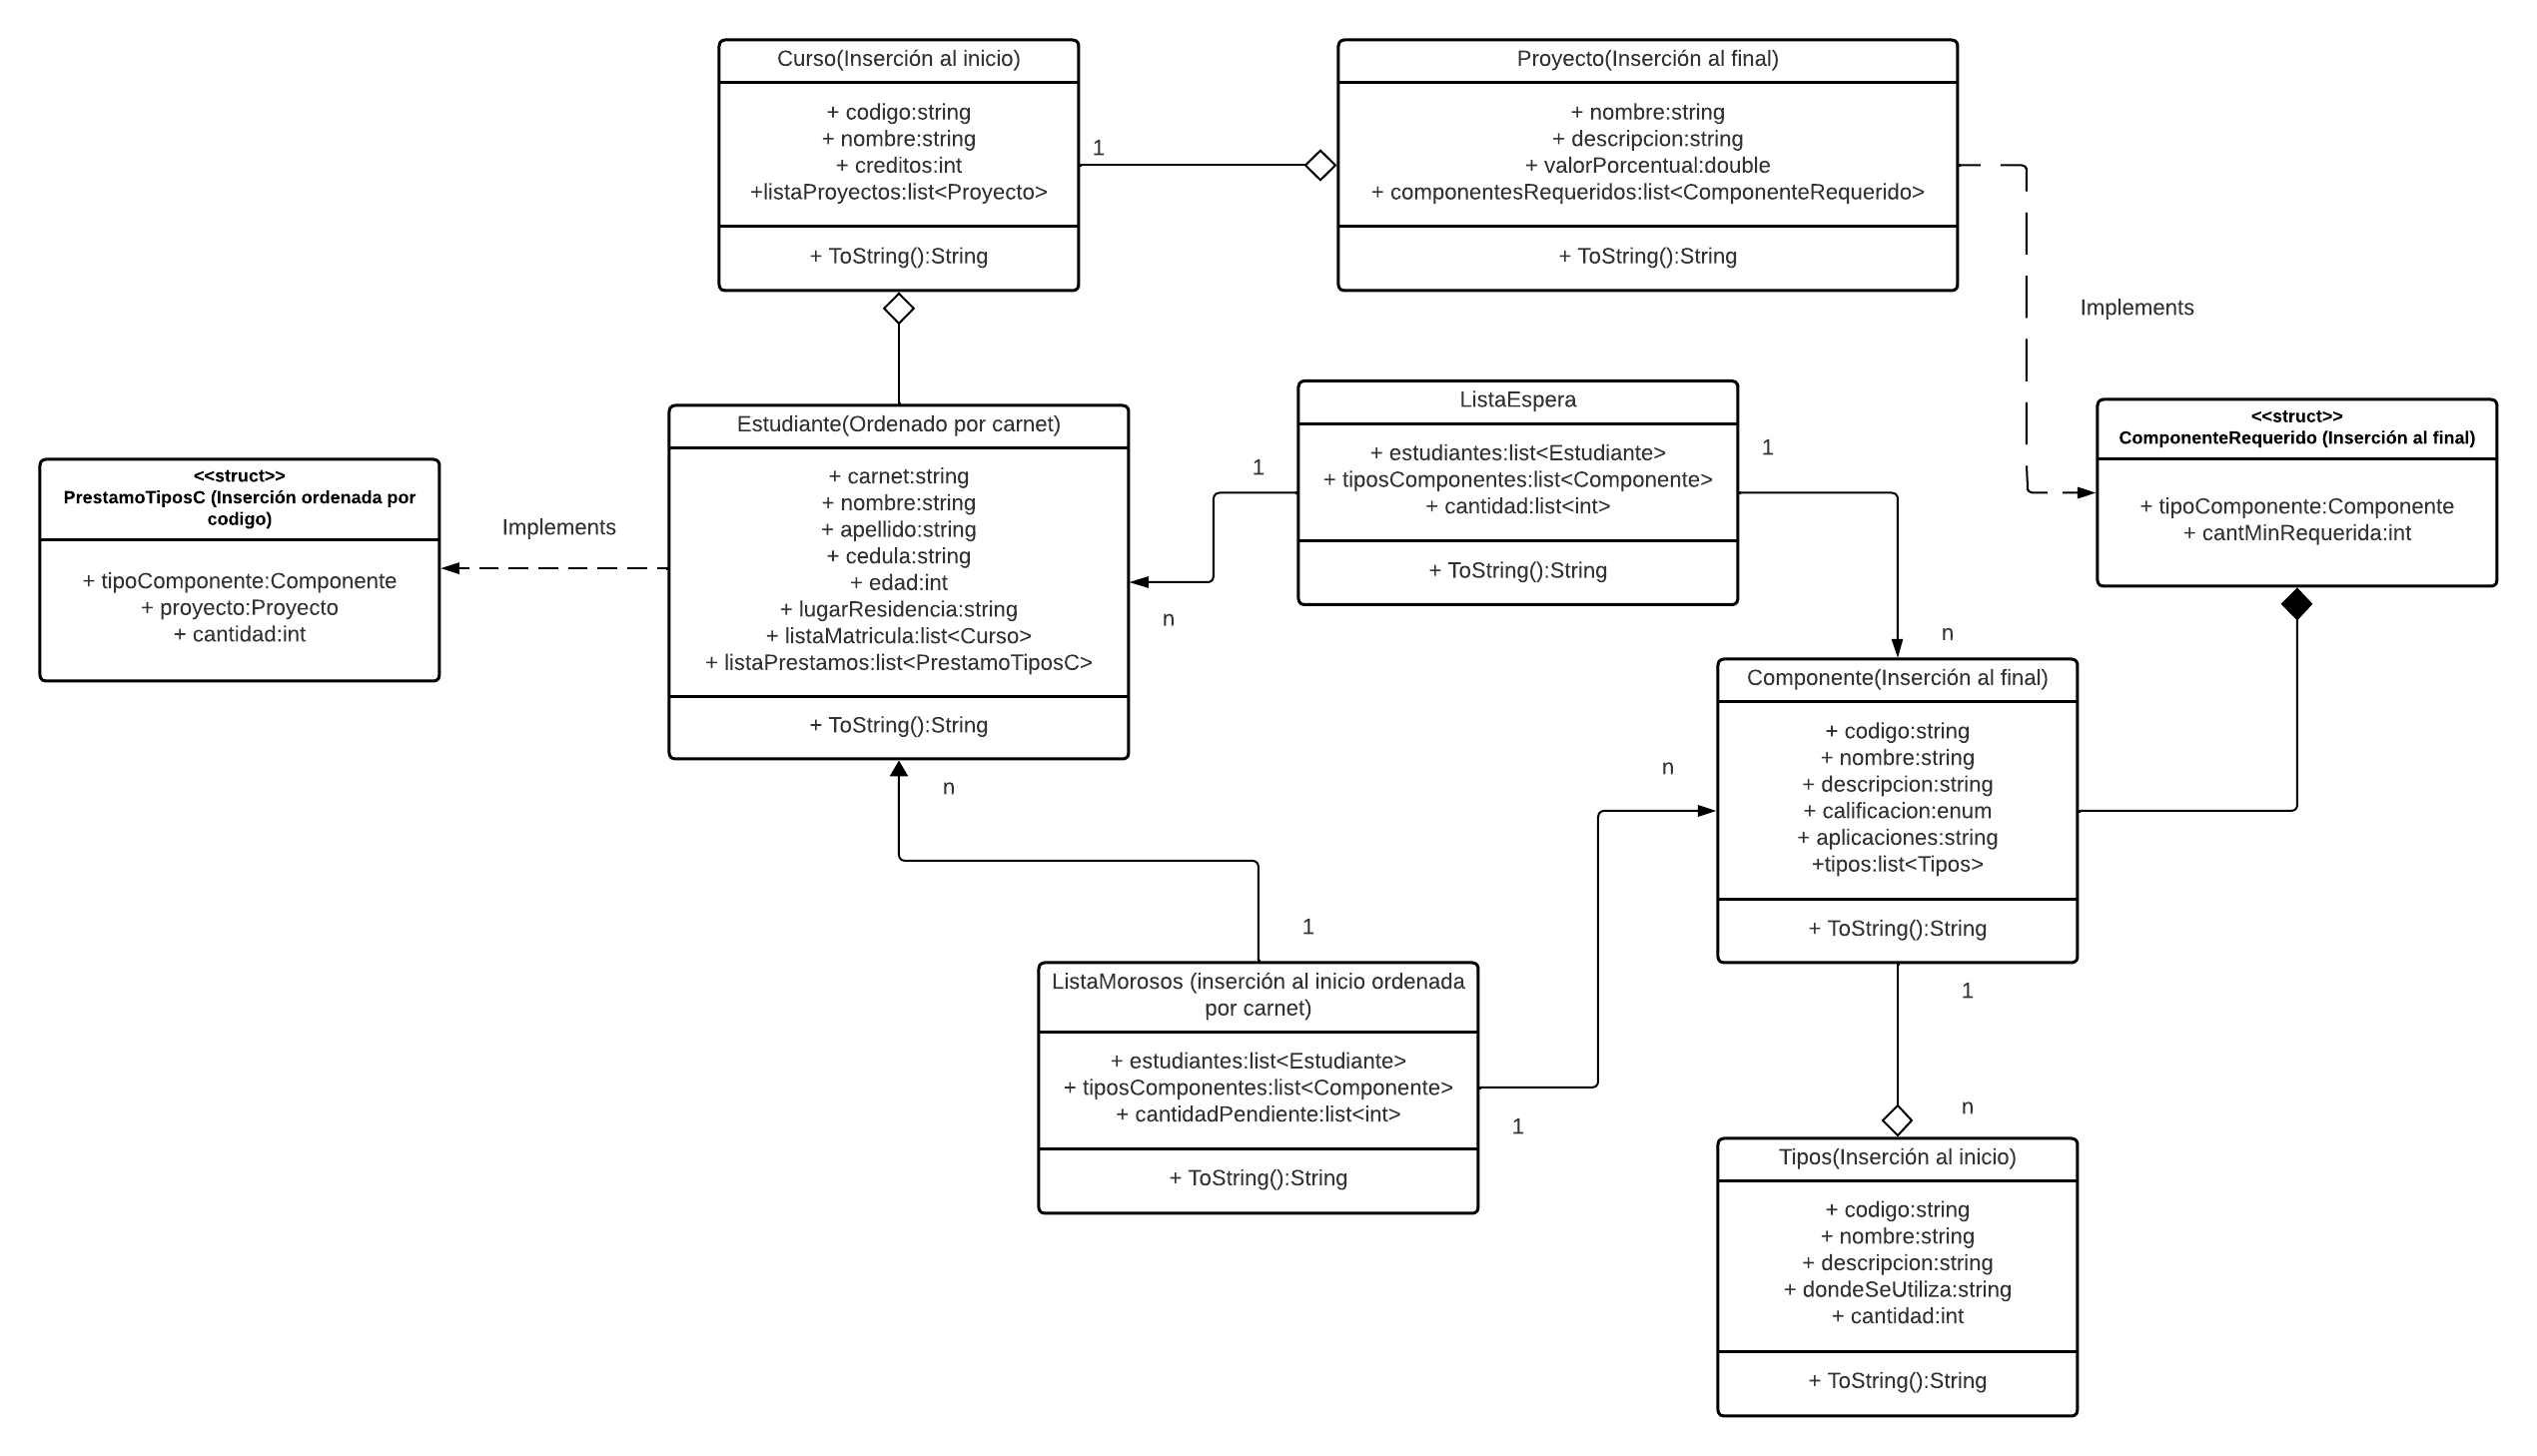 Curso(Inserción al inicio)
+ codigo:string
+ nombre:string
+ creditos:int
+listaProyectos:list<Proyecto>
+ ToString():String
1
Proyecto(Inserción al final)
+ nombre:string
+ descripcion:string
+ valorPorcentual:double
+ componentesRequeridos:list<ComponenteRequerido>
+ ToString():String
Implements
<<struct>>
PrestamoTiposC (Inserción ordenada por
codigo)
+ tipoComponente:Componente
+ proyecto:Proyecto
+ cantidad:int
Implements
Estudiante(Ordenado por carnet)
+ carnet:string
+ nombre:string
+ apellido:string
+ cedula:string
+ edad:int
+ lugarResidencia:string
+ listaMatricula:list<Curso>
+ listaPrestamos:list<PrestamoTiposC>
+ ToString():String
1
n
ListaEspera
+ estudiantes:list<Estudiante>
+ tiposComponentes:list<Componente>
+ cantidad:list<int>
+ ToString():String
1
n
<<struct>>
ComponenteRequerido (Inserción al final)
+ tipoComponente:Componente
+ cantMinRequerida:int
Componente(Inserción al final)
+ codigo:string
+ nombre:string
+ descripcion:string
+ calificacion:enum
+ aplicaciones:string
+tipos:list<Tipos>
+ ToString():String
n
n
1
ListaMorosos (inserción al inicio ordenada
por carnet)
+ estudiantes:list<Estudiante>
+ tiposComponentes:list<Componente>
+ cantidadPendiente:list<int>
+ ToString():String
1
1
n
Tipos(Inserción al inicio)
+ codigo:string
+ nombre:string
+ descripcion:string
+ dondeSeUtiliza:string
+ cantidad:int
+ ToString():String